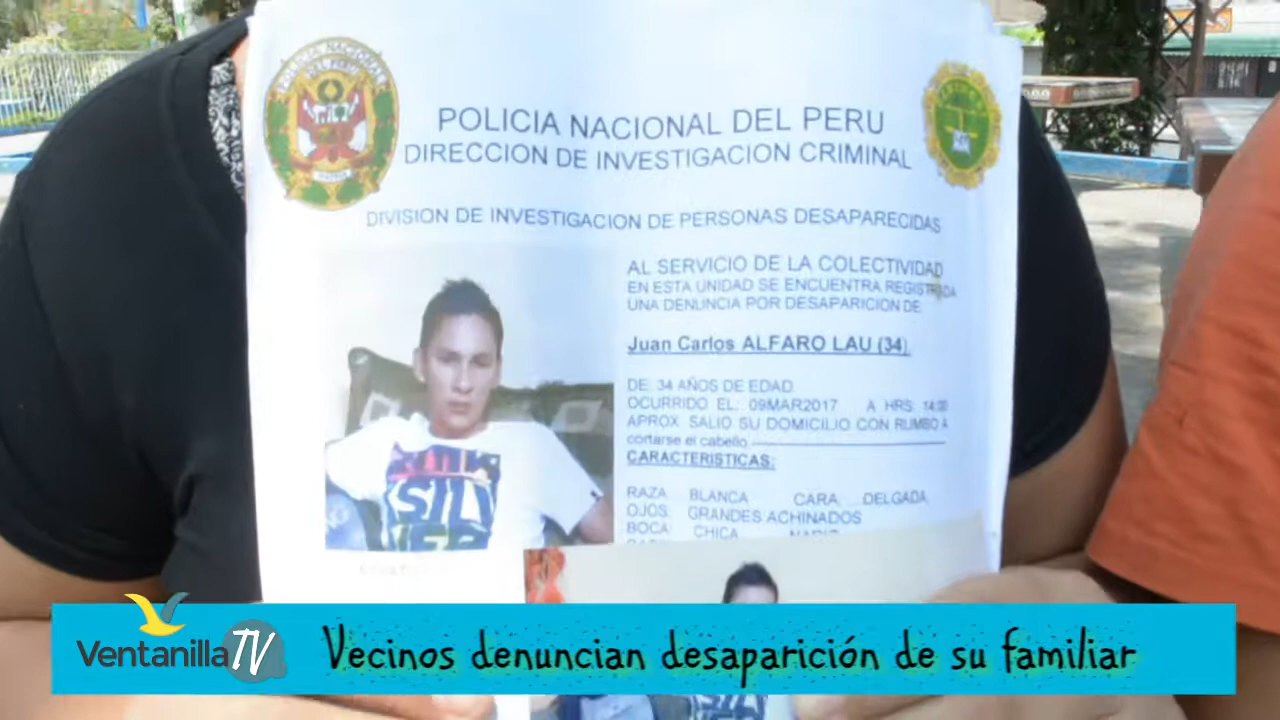 POLICIA NACIONAL DEL PERU
DIRECCION DE INVESTIGACION CRIMINAL
DIVISION DE INVESTIGACION DE PERSONAS DESAPARECIDAS
AL SERVICIO DE LA COLECTIVIDAD
EN ESTA UNIDAD SE ENCUENTRA REGISTRADA
UNA DENUNCIA POR DESAPARICION DE:
Juan Carlos ALFARO LAU (34).
DE: 34 AÑOS DE EDAD.
OCURRIDO EL: 09MAR2017 A HRS: 14:00
APROX. SALIO SU DOMICILIO CON RUMBO A
cortarse el cabello.
CARACTERISTICAS:
RAZA: BLANCA CARA: DELGADA,
OJOS: GRANDES ACHINADOS
BOCA: CHICA
SILV
VentanillaTV
Vecinos denuncian desaparición de su familiar